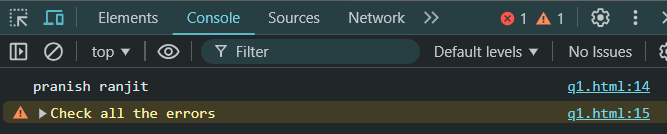 Elements Console Sources Network 1 1
top Filter Default levels No Issues
pranish ranjit q1.html:14
Check all the errors q1.html:15